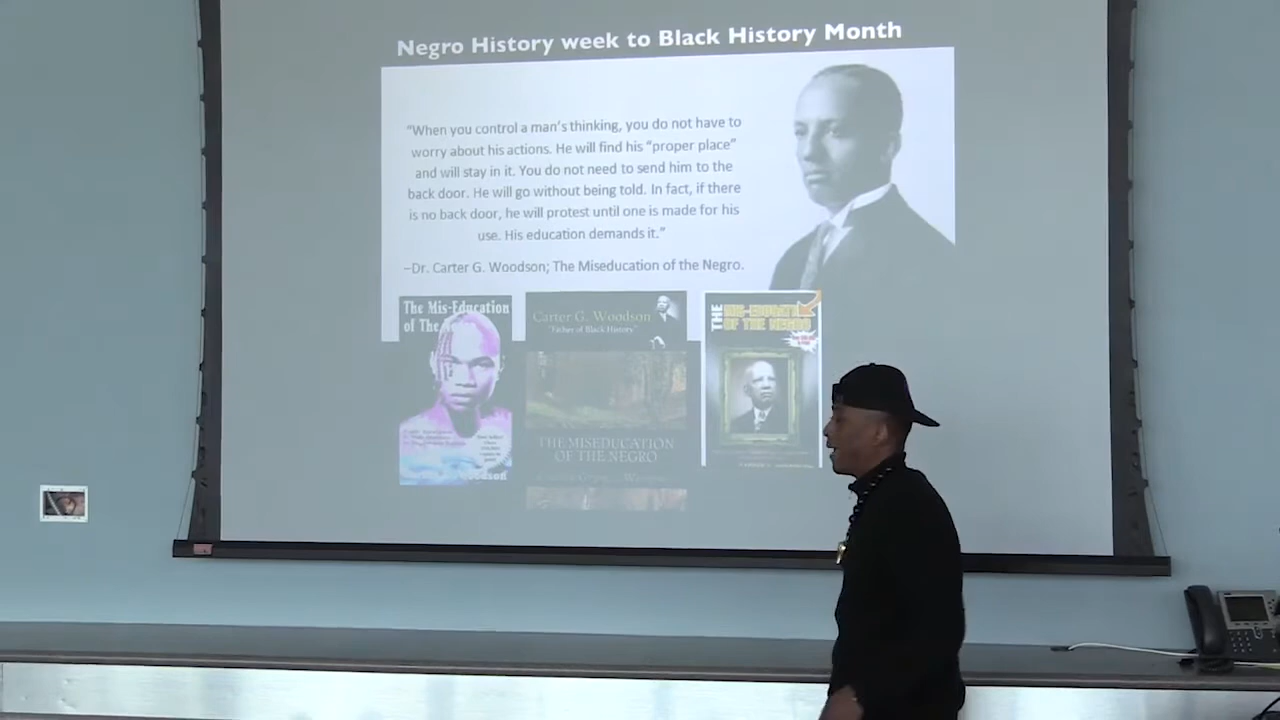 Negro History week to Black History Month
“When you control a man’s thinking, you do not have to
worry about his actions. He will find his “proper place”
and will stay in it. You do not need to send him to the
back door. He will go without being told. In fact, if there
is no back door, he will protest until one is made for his
use. His education demands it.”
–Dr. Carter G. Woodson; The Miseducation of the Negro.
The Mis-Education
of The
Carter G. Woodson
"Father of Black History"
THE MISEDUCATION
OF THE NEGRO
THE
MIS-EDUCATION
OF THE NEGRO